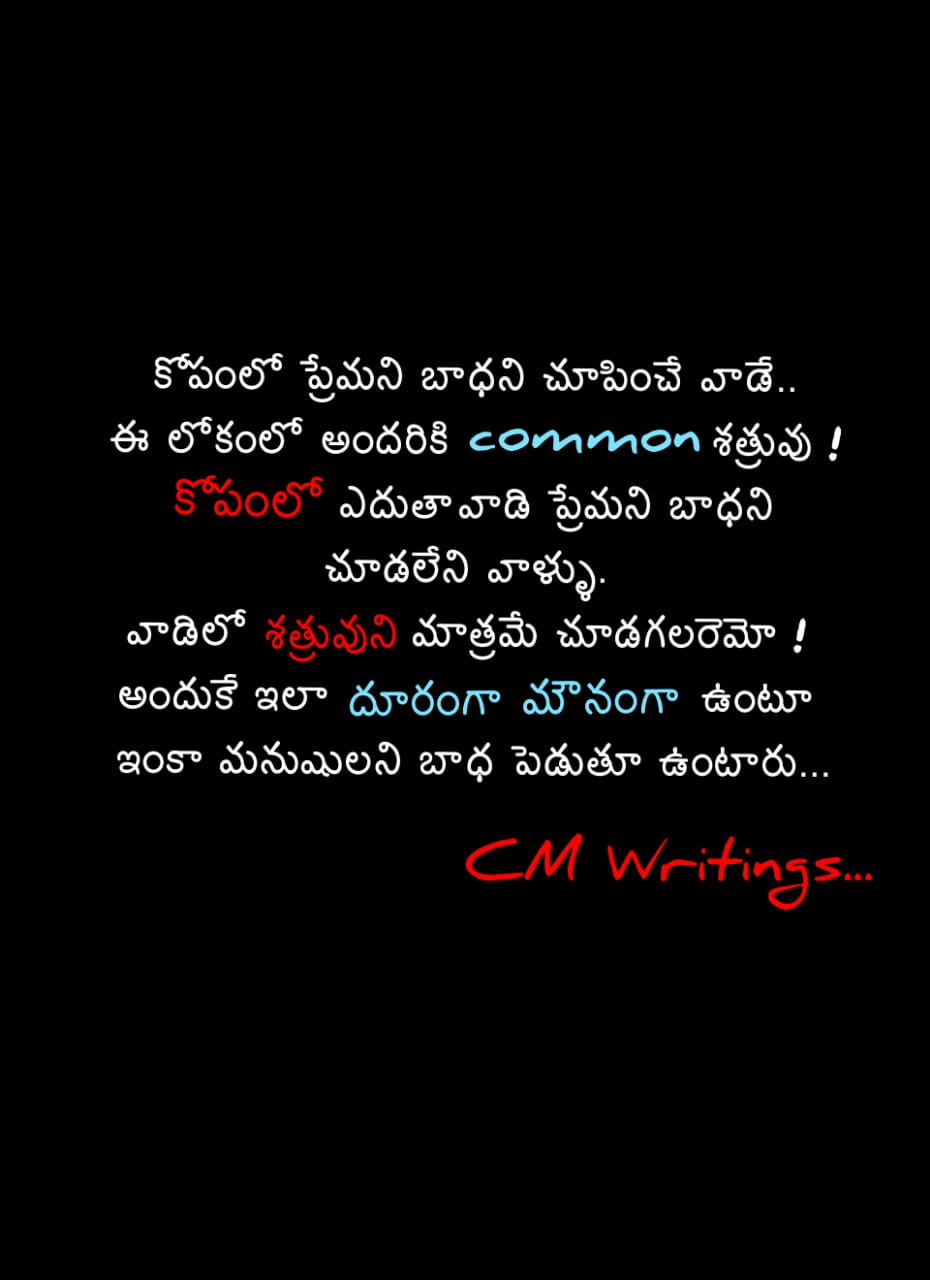 కోపంలో ప్రేమని బాధని చూపించే వాడే..
ఈ లోకంలో అందరికి common శత్రువు !
కోపంలో ఎదుతావాడి ప్రేమని బాధని
చూడలేని వాళ్ళు.
వాడిలో శత్రువుని మాత్రమే చూడగలరెమో !
అందుకే ఇలా దూరంగా మౌనంగా ఉంటూ
ఇంకా మనుషులని బాధ పెడుతూ ఉంటారు...
CM Writings...